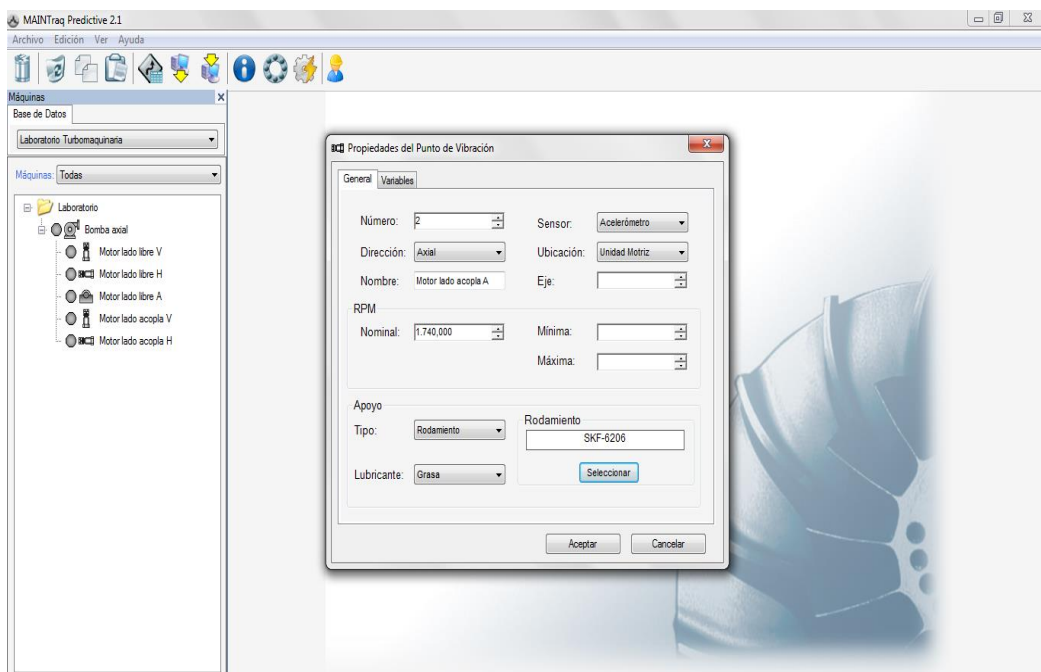 MAINTraq Predictive 2.1
Archivo Edición Ver Ayuda
Máquinas
Base de Datos
Laboratorio Turbomaquinaria
Máquinas: Todas
Laboratorio
Bomba axial
Motor lado libre V
Motor lado libre H
Motor lado libre A
Motor lado acopla V
Motor lado acopla H
Propiedades del Punto de Vibración
General Variables
Número: 2 Sensor: Acelerómetro
Dirección: Axial Ubicación: Unidad Motriz
Nombre: Motor lado acopla A Eje:
RPM
Nominal: 1.740,000 Mínima:
Máxima:
Apoyo
Tipo: Rodamiento
Lubricante: Grasa
Rodamiento
SKF-6206
Seleccionar
Aceptar Cancelar